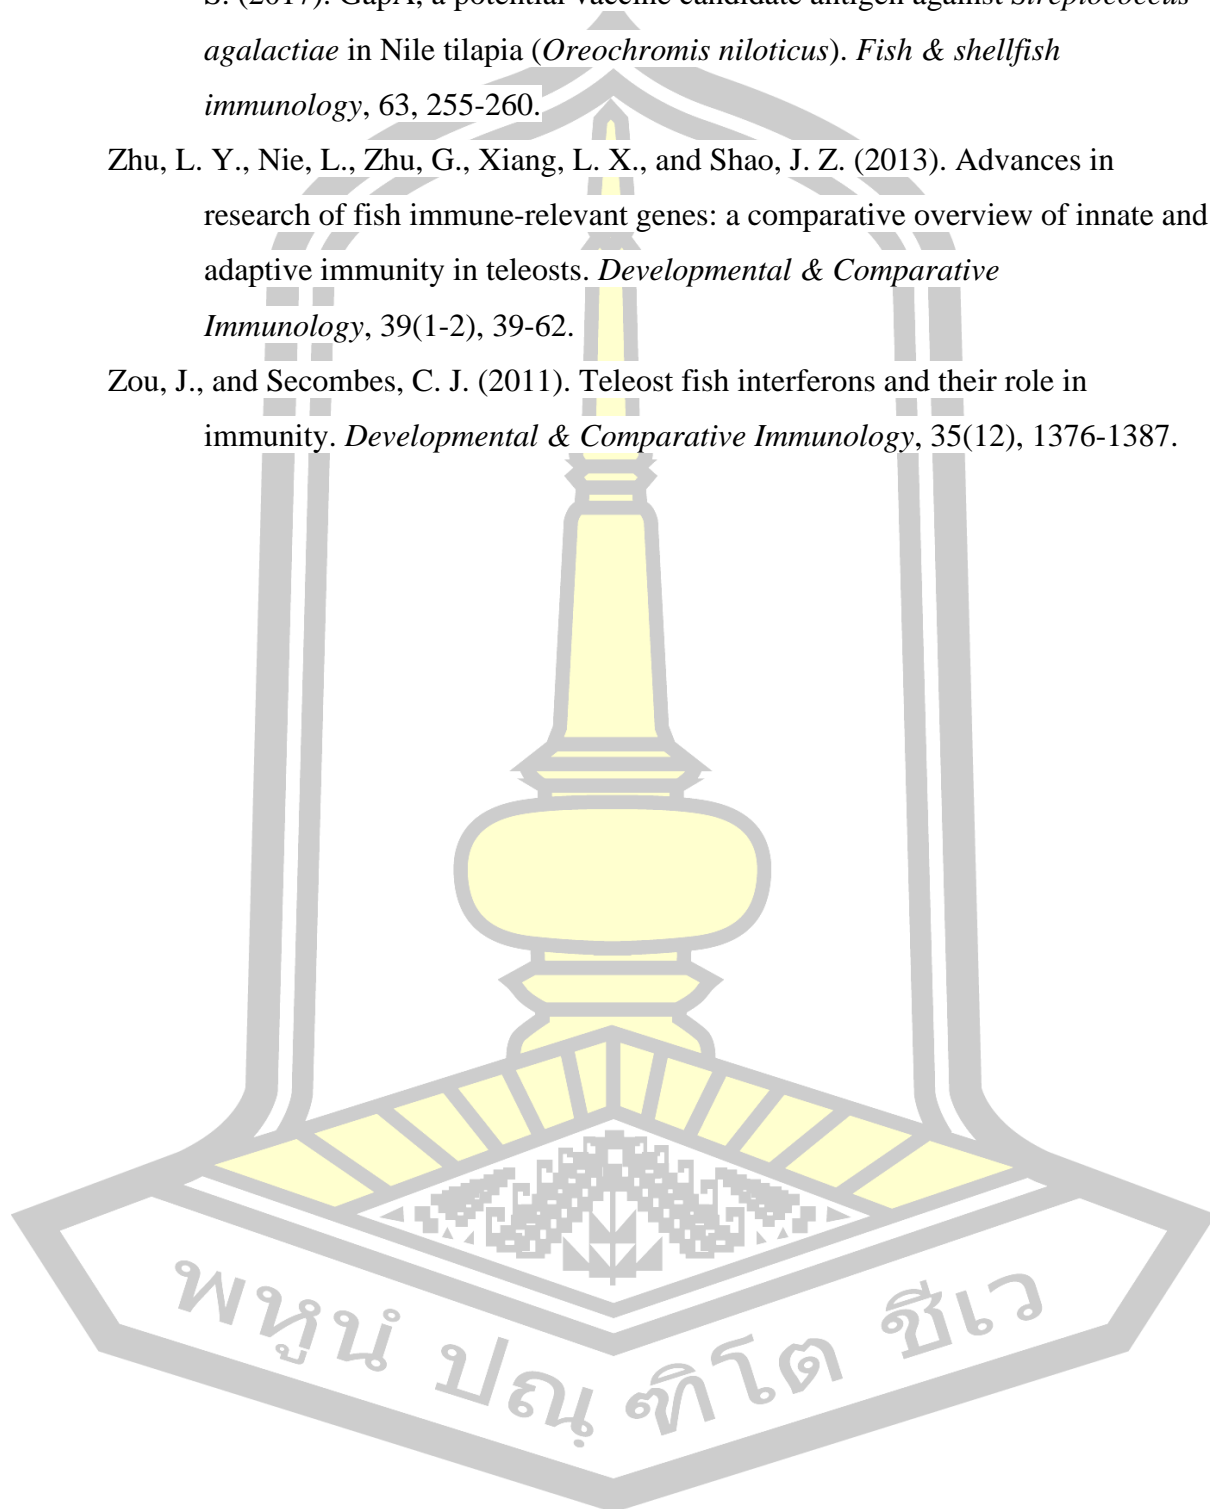 S. (2017). GapA, a potential vaccine candidate antigen against Streptococcus
agalactiae in Nile tilapia (Oreochromis niloticus). Fish & shellfish
immunology, 63, 255-260.
Zhu, L. Y., Nie, L., Zhu, G., Xiang, L. X., and Shao, J. Z. (2013). Advances in
research of fish immune-relevant genes: a comparative overview of innate and
adaptive immunity in teleosts. Developmental & Comparative
Immunology, 39(1-2), 39-62.
Zou, J., and Secombes, C. J. (2011). Teleost fish interferons and their role in
immunity. Developmental & Comparative Immunology, 35(12), 1376-1387.
พหูนํ ปณฺฑิโต ชีเว